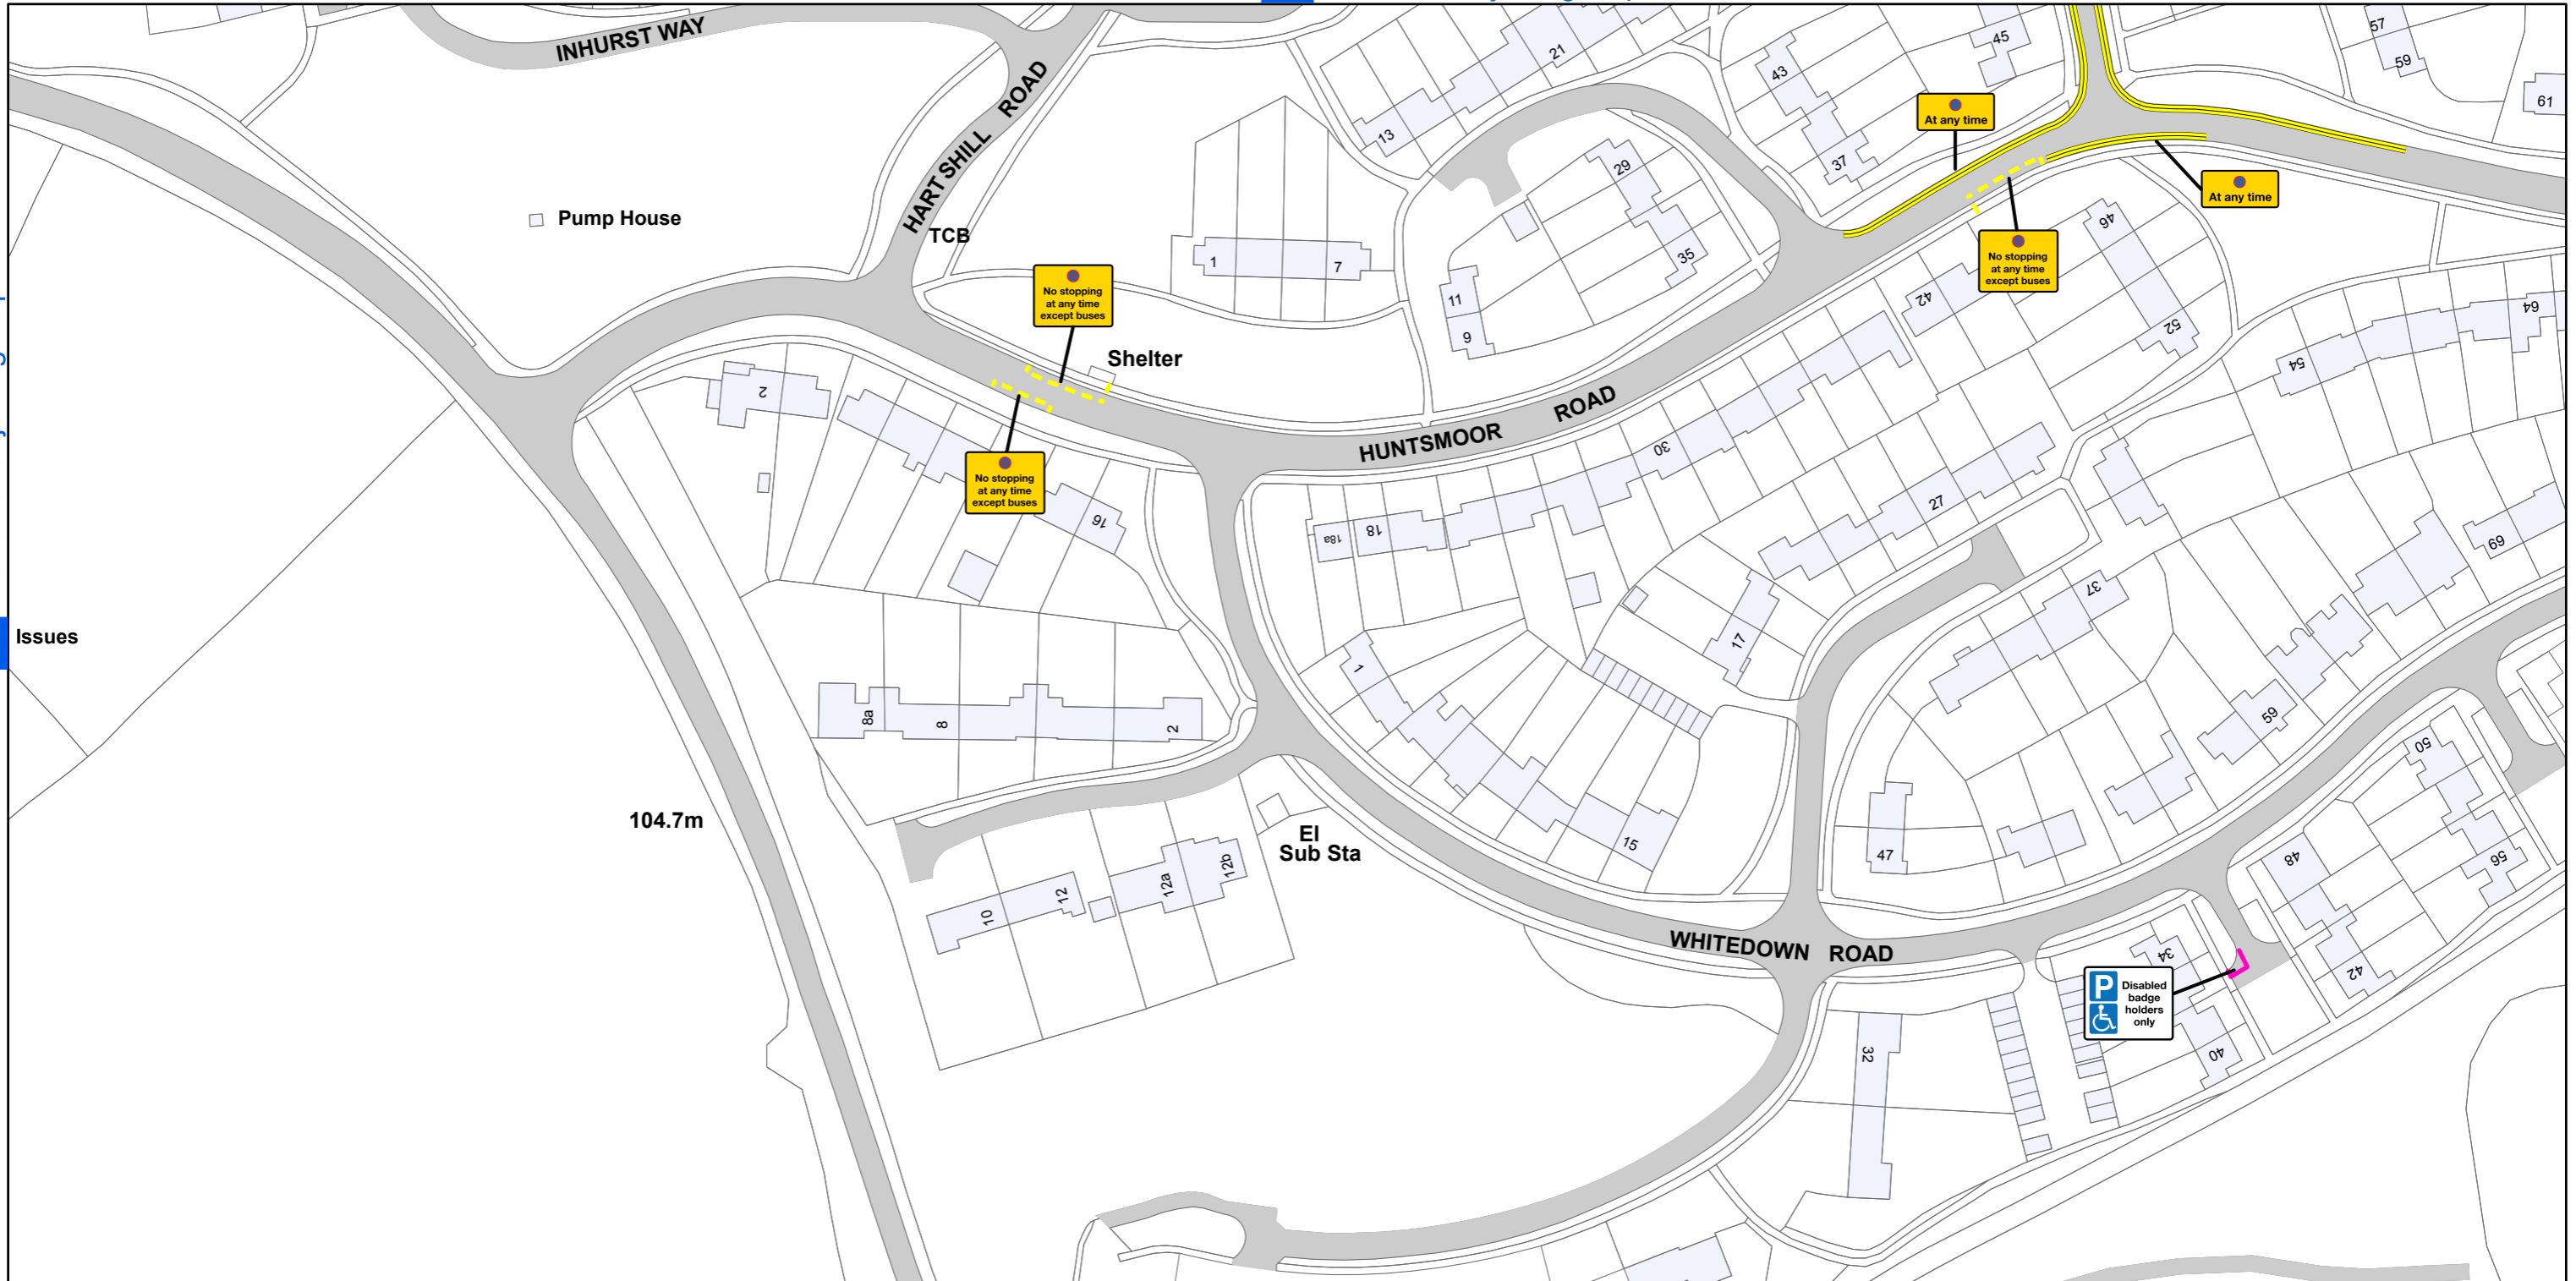 INHURST WAY
HARTSHILL ROAD
21
13
43
45
37
57
59
61
At any time
At any time
29
35
46
Pump House
TCB
1
7
11
9
No stopping
at any time
except buses
No stopping
at any time
except buses
42
52
54
64
Shelter
2
HUNTSMOOR ROAD
No stopping
at any time
except buses
16
30
18a
18
27
69
37
Issues
17
1
8a
8
2
59
50
104.7m
El
Sub Sta
15
47
48
56
10
12
12a
12b
WHITEDOWN ROAD
34
42
P
Disabled
badge
holders
only
32
40